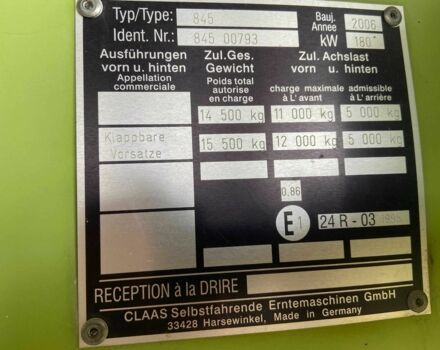 Typ/Type: 845 Bauj. Annee 2006
Ident. Nr.: 845 00793 kW 180
Ausführungen vorn u. hinten Zul.Ges. Gewicht Zul. Achslast vorn u. hinten
Appellation commerciale Poids total autorise en charge charge maximale admissible à L'avant à L'arrière
14 500 kg 11 000 kg 5 000 kg
Klappbare Vorsätze 15 500 kg 12 000 kg 5 000 kg
0.86
E1 24 R - 03 1995
RECEPTION à la DRIRE
CLAAS Selbstfahrende Erntemaschinen GmbH
33428 Harsewinkel, Made in Germany